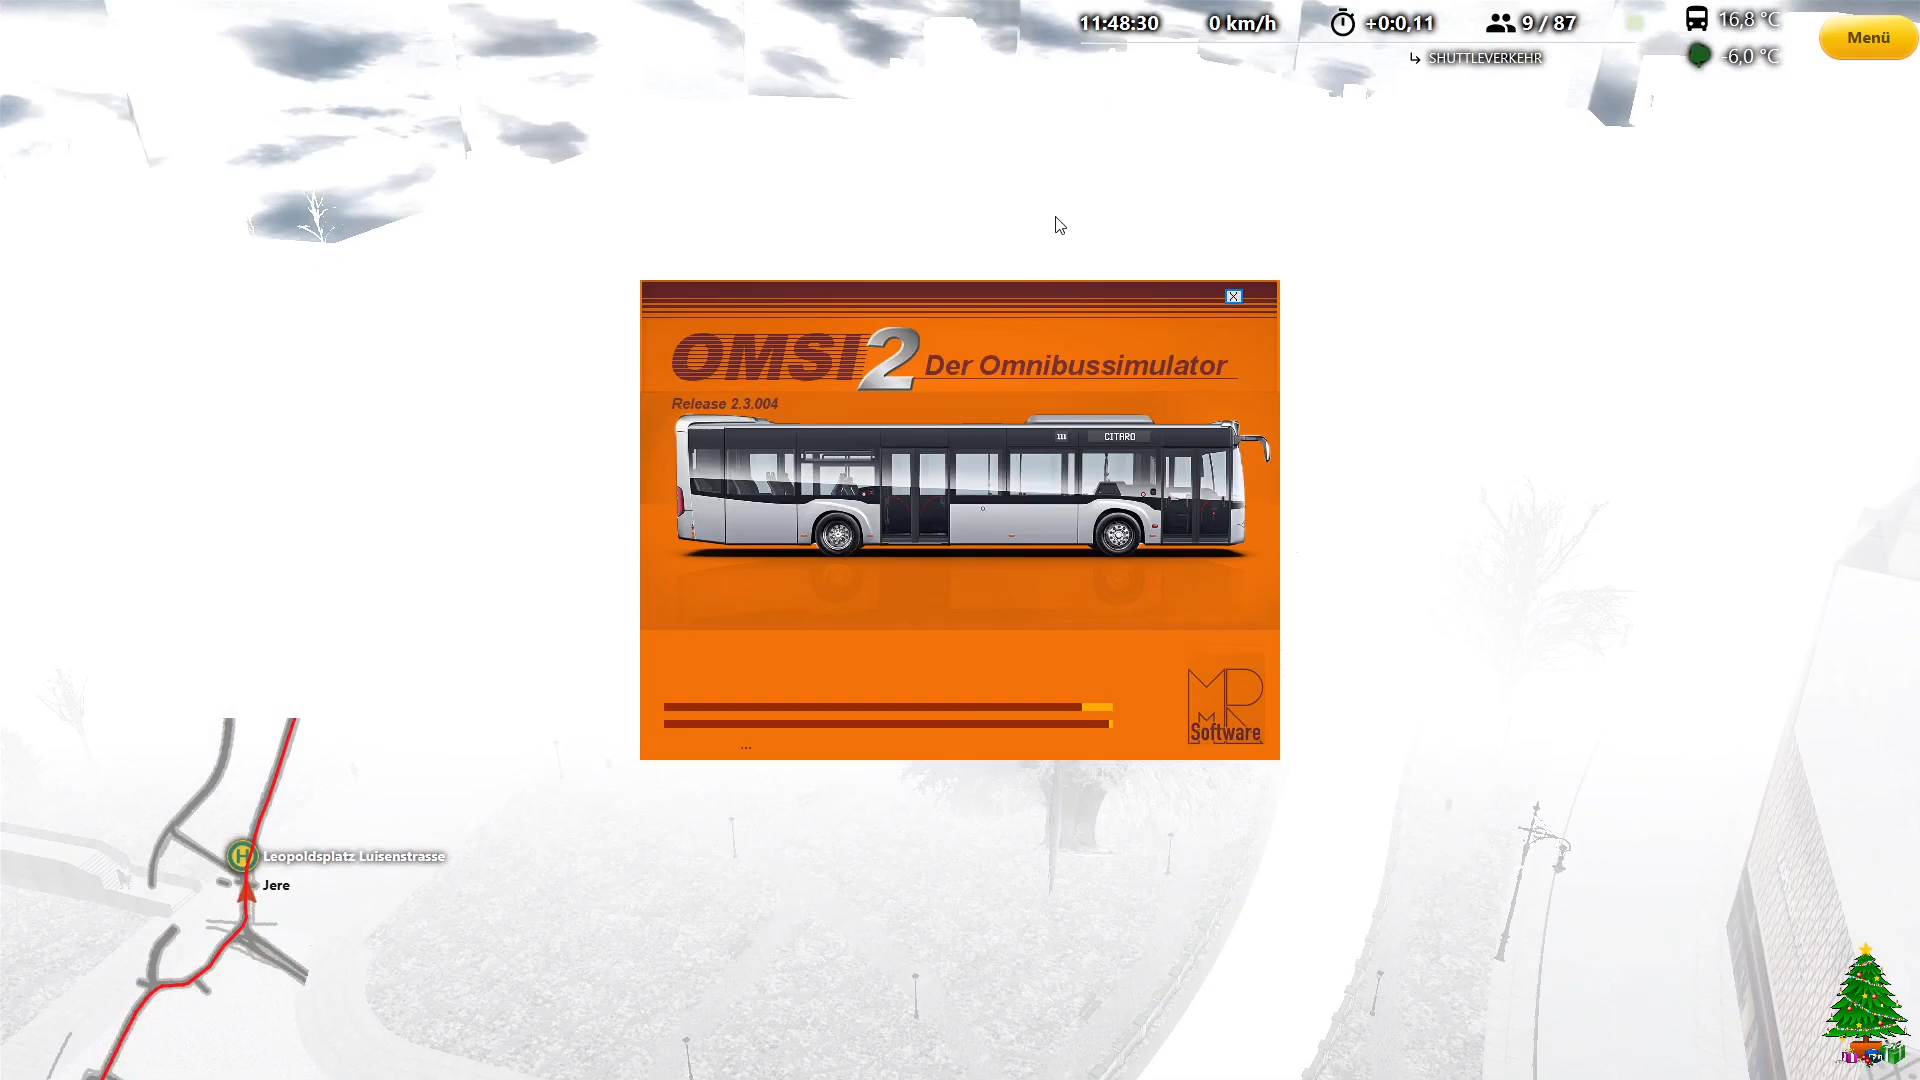 11:48:30 0 km/h +0:0,11 9 / 87 16,8 °C
Menü
SHUTTLEVERKEHR -6,0 °C
X
OMSI 2 Der Omnibussimulator
Release 2.3.004
CITARO
MR
Software
...
H Leopoldsplatz Luisenstrasse
Jere